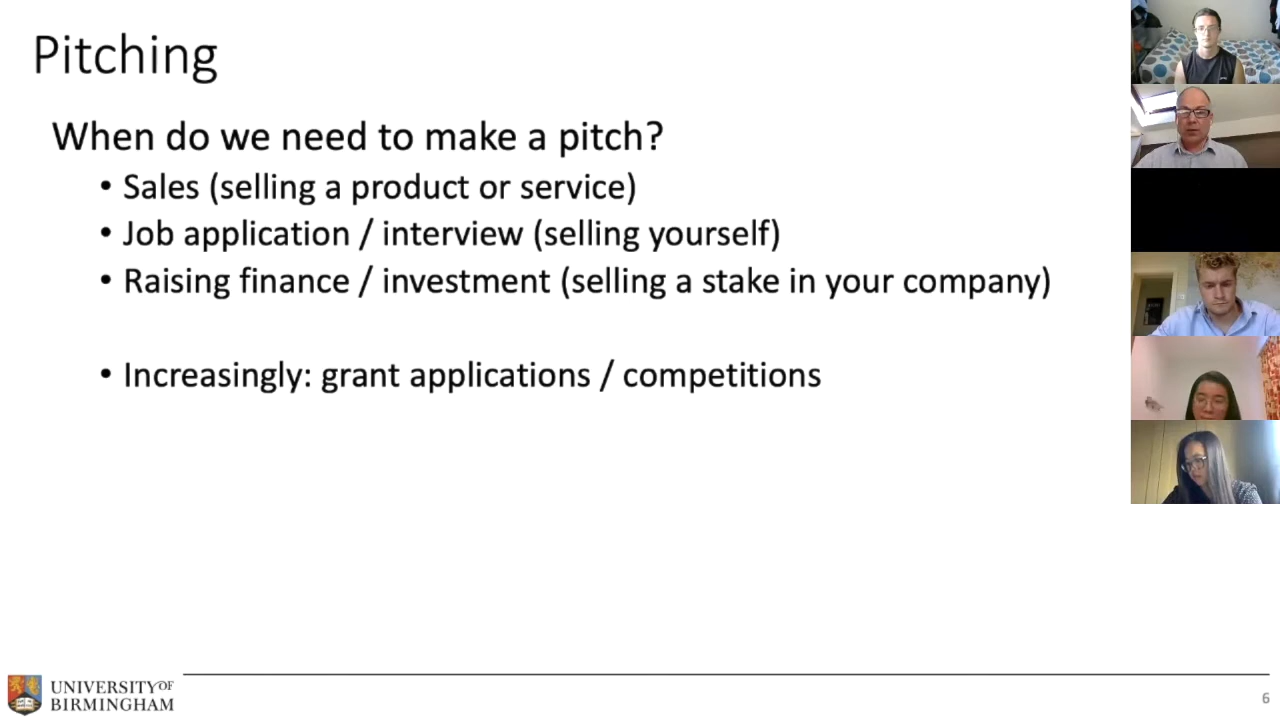 Pitching
When do we need to make a pitch?
• Sales (selling a product or service)
• Job application / interview (selling yourself)
• Raising finance / investment (selling a stake in your company)
• Increasingly: grant applications / competitions
UNIVERSITY OF
BIRMINGHAM
6